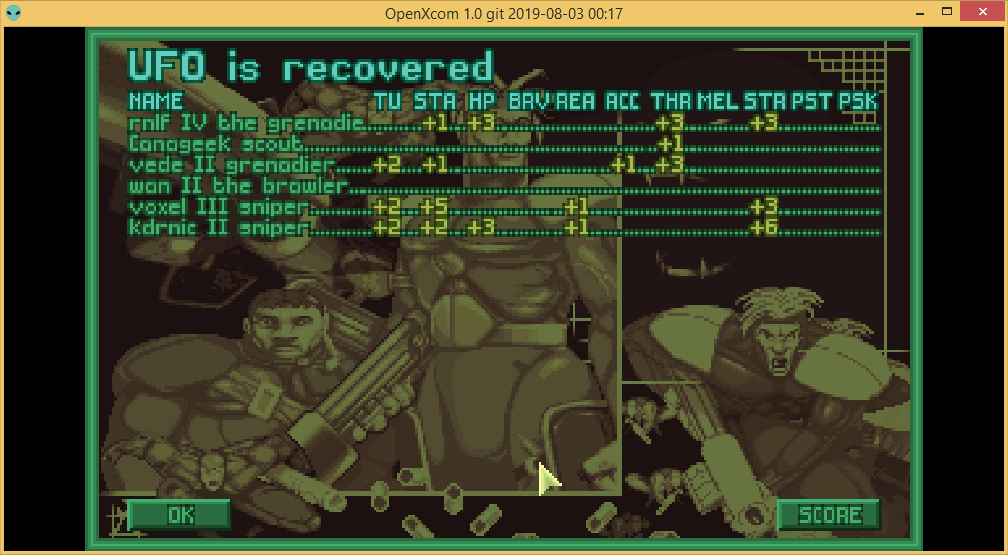 OpenXcom 1.0 git 2019-08-03 00:17
UFO is recovered
NAME TU STA HP BRV REA ACC THR MEL STR PST PSK
rnlf IV the grenadie +1 +3 +3 +3
Canageek scout +1
vede II grenadier +2 +1 +1 +3
wan II the brawler
voxel III sniper +2 +5 +1 +3
kdrnic II sniper +2 +2 +3 +1 +6
OK SCORE